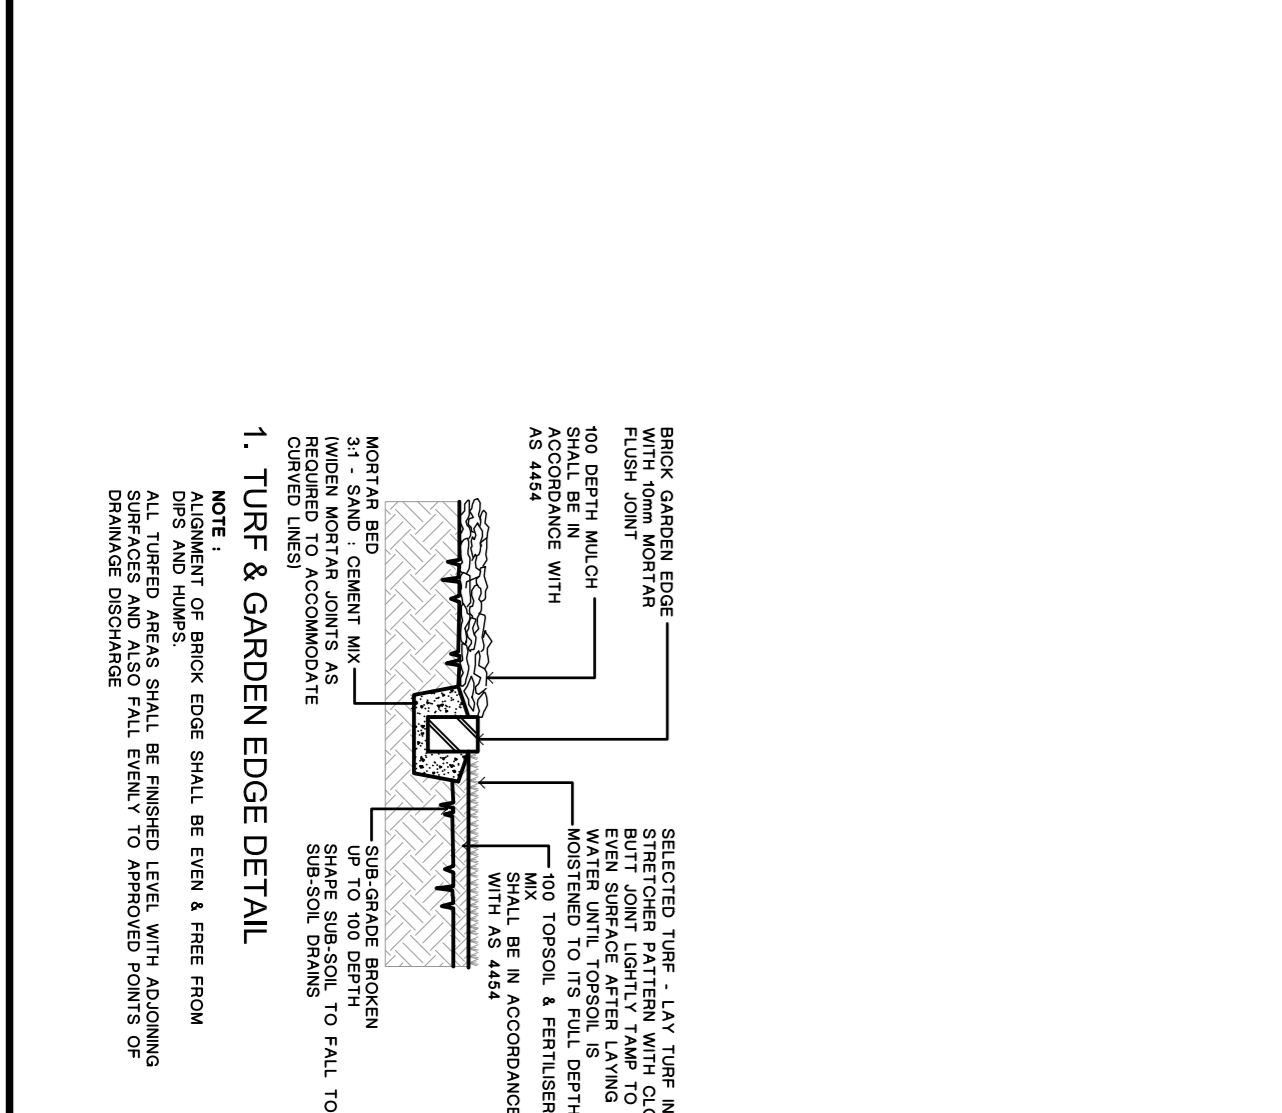 BRICK GARDEN EDGE
WITH 10mm MORTAR
FLUSH JOINT
100 DEPTH MULCH
SHALL BE IN
ACCORDANCE WITH
AS 4454
SELECTED TURF - LAY TURF IN
STRETCHER PATTERN WITH
BUTT JOINT LIGHTLY TAMP TO
EVEN SURFACE AFTER LAYING
WATER UNTIL TOPSOIL IS
MOISTENED TO ITS FULL DEPTH
100 TOPSOIL & FERTILISER
MIX
SHALL BE IN ACCORDANCE
WITH AS 4454
MORTAR BED
3:1 - SAND : CEMENT MIX
(WIDEN MORTAR JOINTS AS
REQUIRED TO ACCOMMODATE
CURVED LINES)
SUB-GRADE BROKEN
UP TO 100 DEPTH
SHAPE SUB-SOIL TO FALL TO
SUB-SOIL DRAINS
1. TURF & GARDEN EDGE DETAIL
NOTE :
ALIGNMENT OF BRICK EDGE SHALL BE EVEN & FREE FROM
DIPS AND HUMPS.
ALL TURFED AREAS SHALL BE FINISHED LEVEL WITH ADJOINING
SURFACES AND ALSO FALL EVENLY TO APPROVED POINTS OF
DRAINAGE DISCHARGE